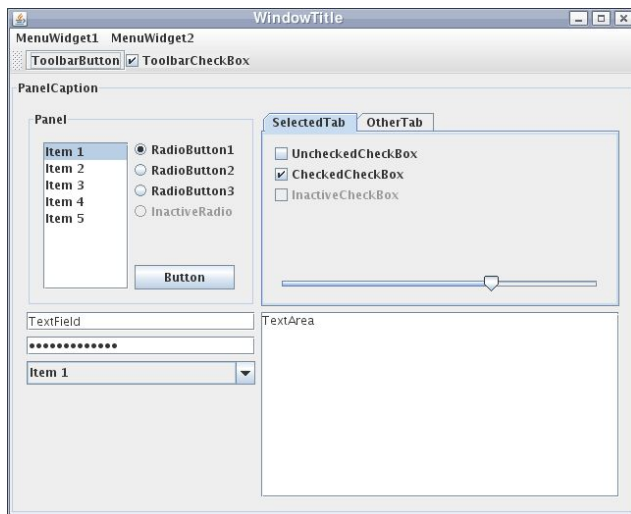 WindowTitle
MenuWidget1 MenuWidget2
ToolbarButton ToolbarCheckBox
PanelCaption
Panel
Item 1
Item 2
Item 3
Item 4
Item 5
RadioButton1
RadioButton2
RadioButton3
InactiveRadio
Button
SelectedTab OtherTab
UncheckedCheckBox
CheckedCheckBox
InactiveCheckBox
TextField
•••••••••••••
Item 1
TextArea